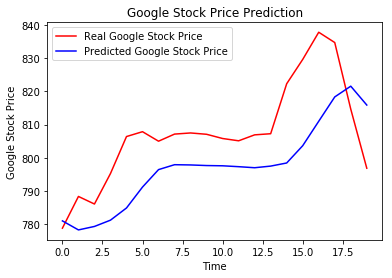 Google Stock Price Prediction
Real Google Stock Price
Predicted Google Stock Price
Google Stock Price
840
830
820
810
800
790
780
0.0 2.5 5.0 7.5 10.0 12.5 15.0 17.5
Time